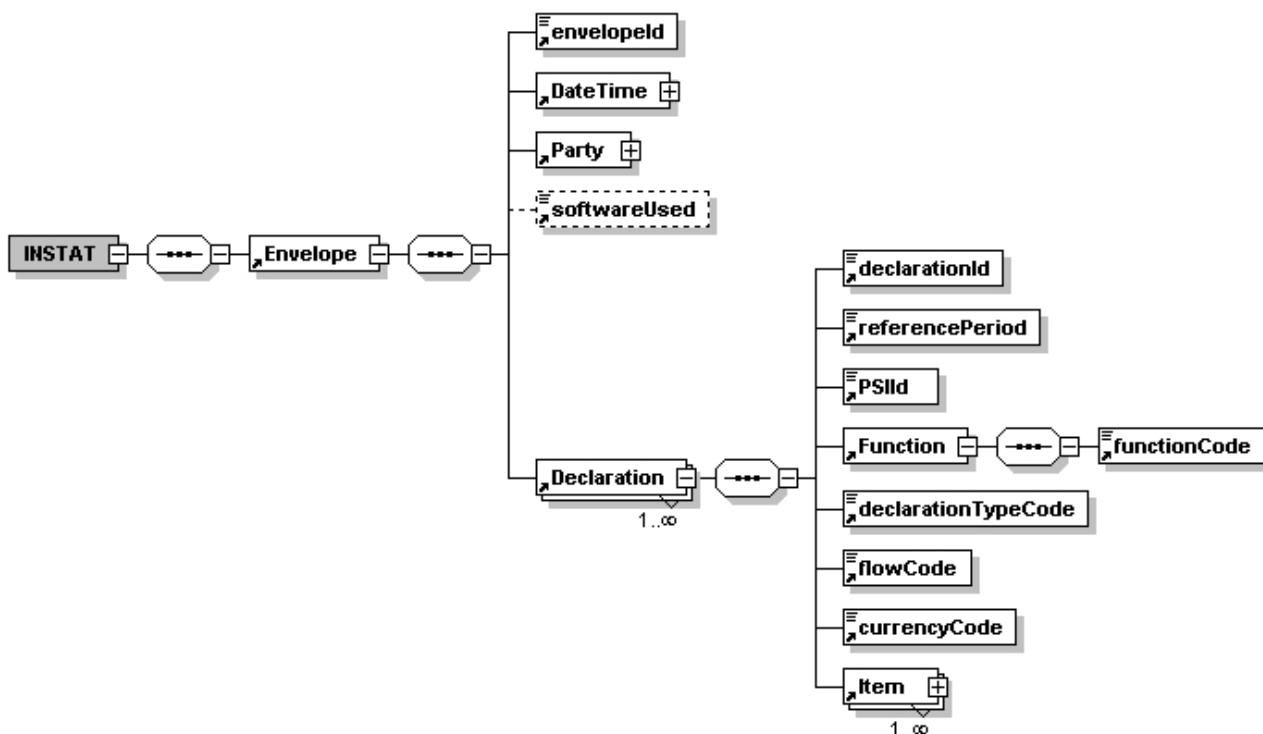 envelopeId
DateTime
Party
softwareUsed
INSTAT
Envelope
Declaration
1..∞
declarationId
referencePeriod
PSIId
Function
functionCode
declarationTypeCode
flowCode
currencyCode
Item
1..∞